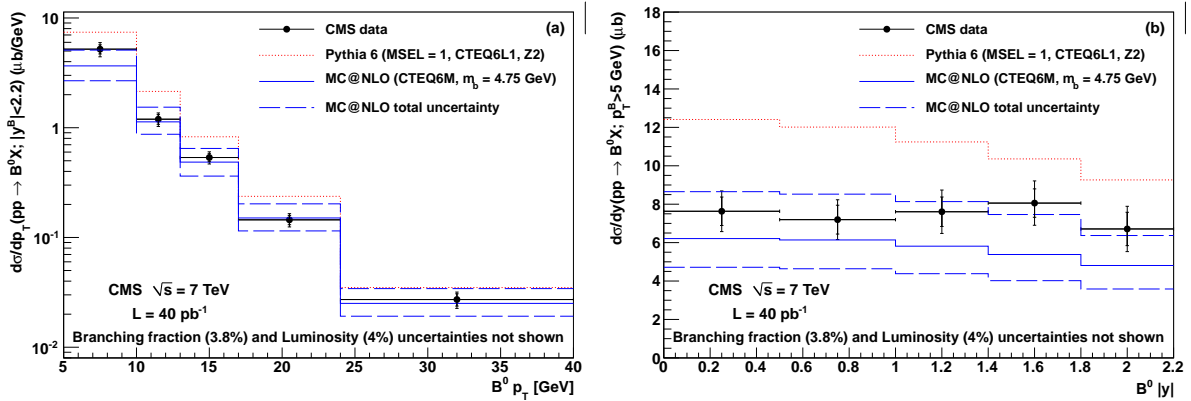 dσ/dp_T(pp → B⁰X; |y^B|<2.2) (μb/GeV)
10
1
10⁻¹
10⁻²
(a)
CMS data
Pythia 6 (MSEL = 1, CTEQ6L1, Z2)
MC@NLO (CTEQ6M, m_b = 4.75 GeV)
MC@NLO total uncertainty
CMS √s = 7 TeV
L = 40 pb⁻¹
Branching fraction (3.8%) and Luminosity (4%) uncertainties not shown
5 10 15 20 25 30 35 40
B⁰ p_T [GeV]
dσ/dy(pp → B⁰X; p_T^B>5 GeV) (μb)
18
16
14
12
10
8
6
4
2
0
(b)
CMS data
Pythia 6 (MSEL = 1, CTEQ6L1, Z2)
MC@NLO (CTEQ6M, m_b = 4.75 GeV)
MC@NLO total uncertainty
CMS √s = 7 TeV
L = 40 pb⁻¹
Branching fraction (3.8%) and Luminosity (4%) uncertainties not shown
0 0.2 0.4 0.6 0.8 1 1.2 1.4 1.6 1.8 2 2.2
B⁰ |y|